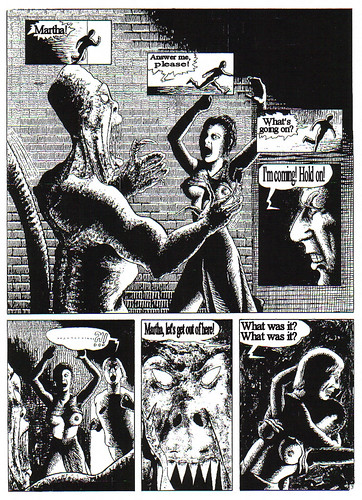 Martha!
Answer me,
please!
What's
going on?
I'm coming! Hold on!
..........?!!
Martha, let's get out of here!
What was it?
What was it?